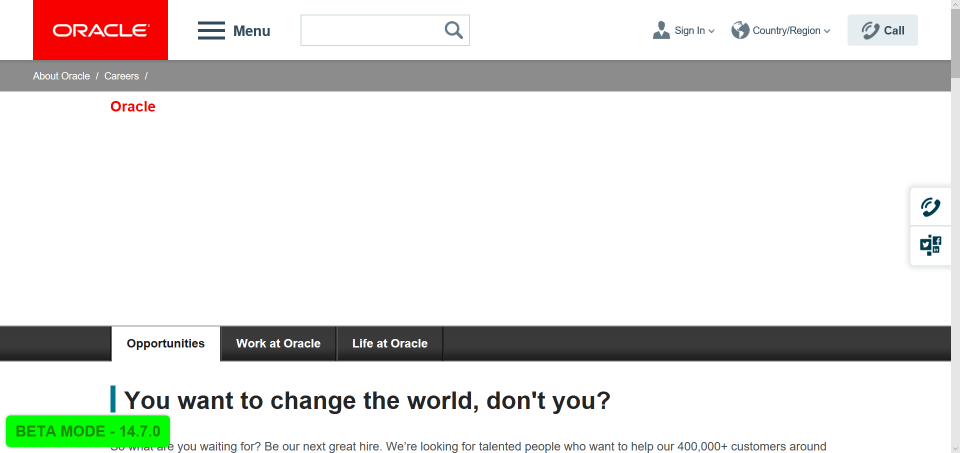 ORACLE
Menu
Sign In
Country/Region
Call
About Oracle / Careers /
Oracle
Opportunities
Work at Oracle
Life at Oracle
You want to change the world, don't you?
So what are you waiting for? Be our next great hire. We're looking for talented people who want to help our 400,000+ customers around
BETA MODE - 14.7.0